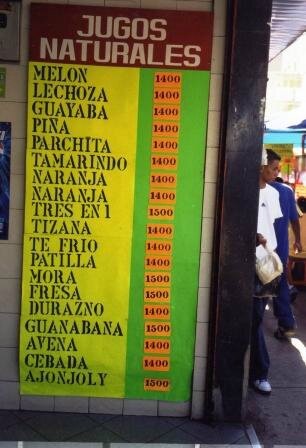 JUGOS
NATURALES
MELON 1400
LECHOZA 1400
GUAYABA 1400
PIÑA 1400
PARCHITA 1400
TAMARINDO 1400
NARANJA 1400
NARANJA 1400
TRES EN 1 1500
TIZANA 1400
TE FRIO 1400
PATILLA 1400
MORA 1500
FRESA 1500
DURAZNO 1400
GUANABANA 1500
AVENA 1400
CEBADA 1400
AJONJOLY 1500